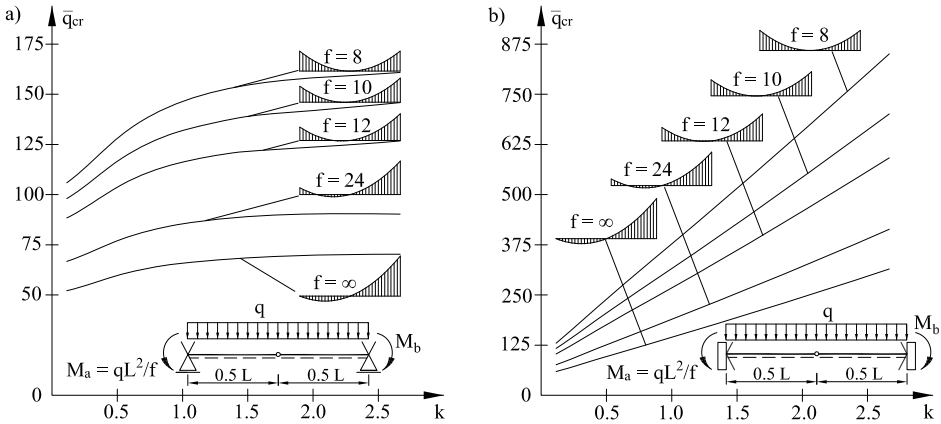 a)
q̅cr
175
150
125
100
75
50
0
f = 8
f = 10
f = 12
f = 24
f = ∞
q
Mb
Ma = qL²/f
0.5 L
0.5 L
0.5
1.0
1.5
2.0
2.5
k
b)
q̅cr
875
750
625
500
375
250
125
0
f = 8
f = 10
f = 12
f = 24
f = ∞
q
Mb
Ma = qL²/f
0.5 L
0.5 L
0.5
1.0
1.5
2.0
2.5
k